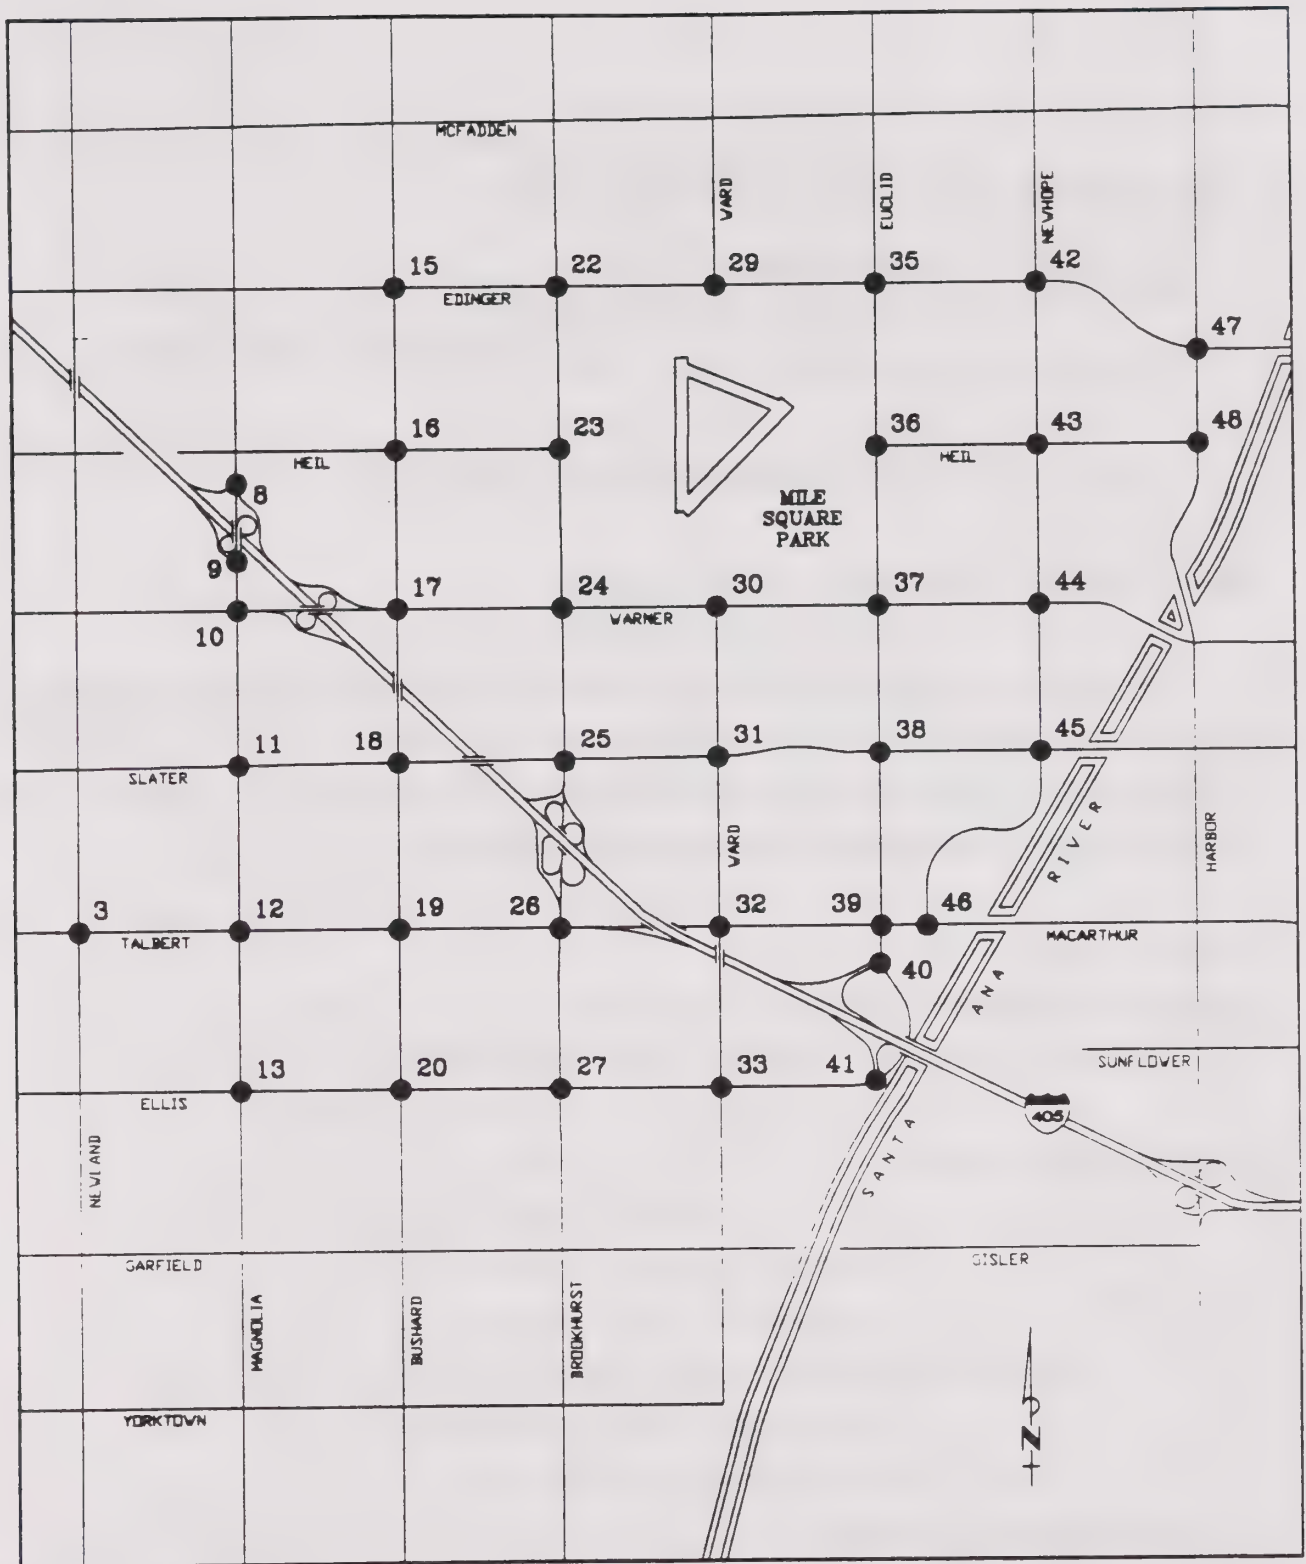 MCFADDEN
WARD
EUCLID
NEWHOPE
15
22
29
35
42
EDINGER
47
16
23
36
43
48
HEIL
HEIL
8
MILE
SQUARE
PARK
9
17
24
30
37
44
10
WARNER
11
18
25
31
38
45
SLATER
WARD
RIVER
HARBOR
3
12
19
26
32
39
46
TALBERT
MACARTHUR
40
ANA
SUNFLOWER
13
20
27
33
41
ELLIS
405
SANTA
NEWLAND
GARFIELD
GISLER
MAGNOLIA
BUSHARD
BROOKHURST
YORKTOWN
N